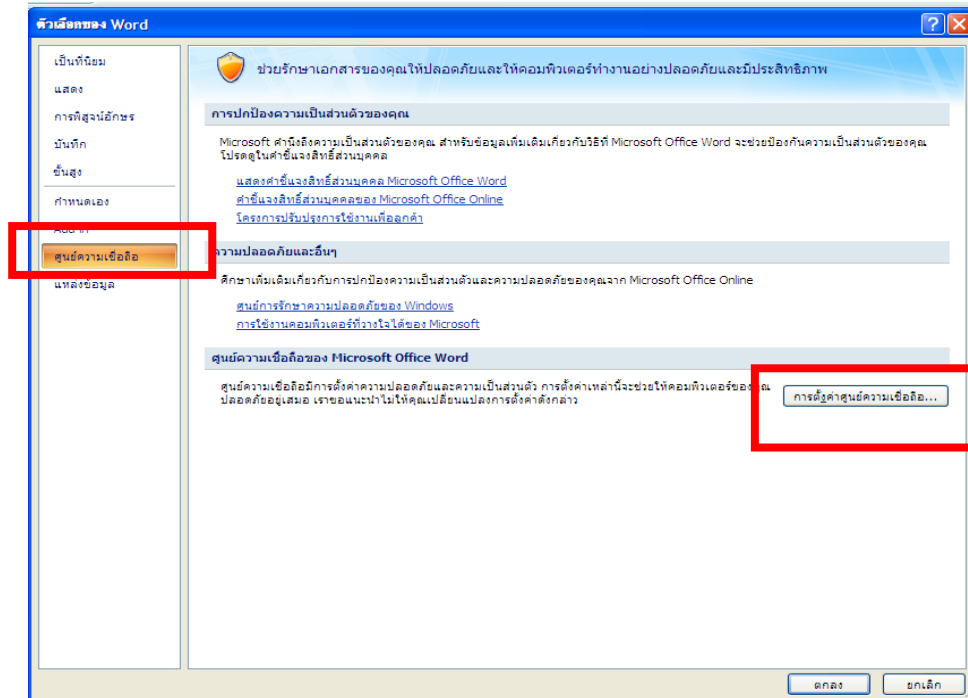 ตัวเลือกของ Word
เป็นที่นิยม
แสดง
การพิสูจน์อักษร
บันทึก
ขั้นสูง
กำหนดเอง
Add-in
ศูนย์ความเชื่อถือ
แหล่งข้อมูล
ช่วยรักษาเอกสารของคุณให้ปลอดภัยและให้คอมพิวเตอร์ทำงานอย่างปลอดภัยและมีประสิทธิภาพ
การปกป้องความเป็นส่วนตัวของคุณ
Microsoft คำนึงถึงความเป็นส่วนตัวของคุณ สำหรับข้อมูลเพิ่มเติมเกี่ยวกับวิธีที่ Microsoft Office Word จะช่วยป้องกันความเป็นส่วนตัวของคุณ
โปรดดูในคำชี้แจงสิทธิ์ส่วนบุคคล
แสดงคำชี้แจงสิทธิ์ส่วนบุคคล Microsoft Office Word
คำชี้แจงสิทธิ์ส่วนบุคคลของ Microsoft Office Online
โครงการปรับปรุงการใช้งานเพื่อลูกค้า
ความปลอดภัยและอื่นๆ
ศึกษาเพิ่มเติมเกี่ยวกับการปกป้องความเป็นส่วนตัวและความปลอดภัยของคุณจาก Microsoft Office Online
ศูนย์การรักษาความปลอดภัยของ Windows
การใช้งานคอมพิวเตอร์ที่วางใจได้ของ Microsoft
ศูนย์ความเชื่อถือของ Microsoft Office Word
ศูนย์ความเชื่อถือมีการตั้งค่าความปลอดภัยและความเป็นส่วนตัว การตั้งค่าเหล่านี้จะช่วยให้คอมพิวเตอร์ของคุณ
ปลอดภัยอยู่เสมอ เราขอแนะนำไม่ให้คุณเปลี่ยนแปลงการตั้งค่าดังกล่าว
การตั้งค่าศูนย์ความเชื่อถือ...
ตกลง
ยกเลิก